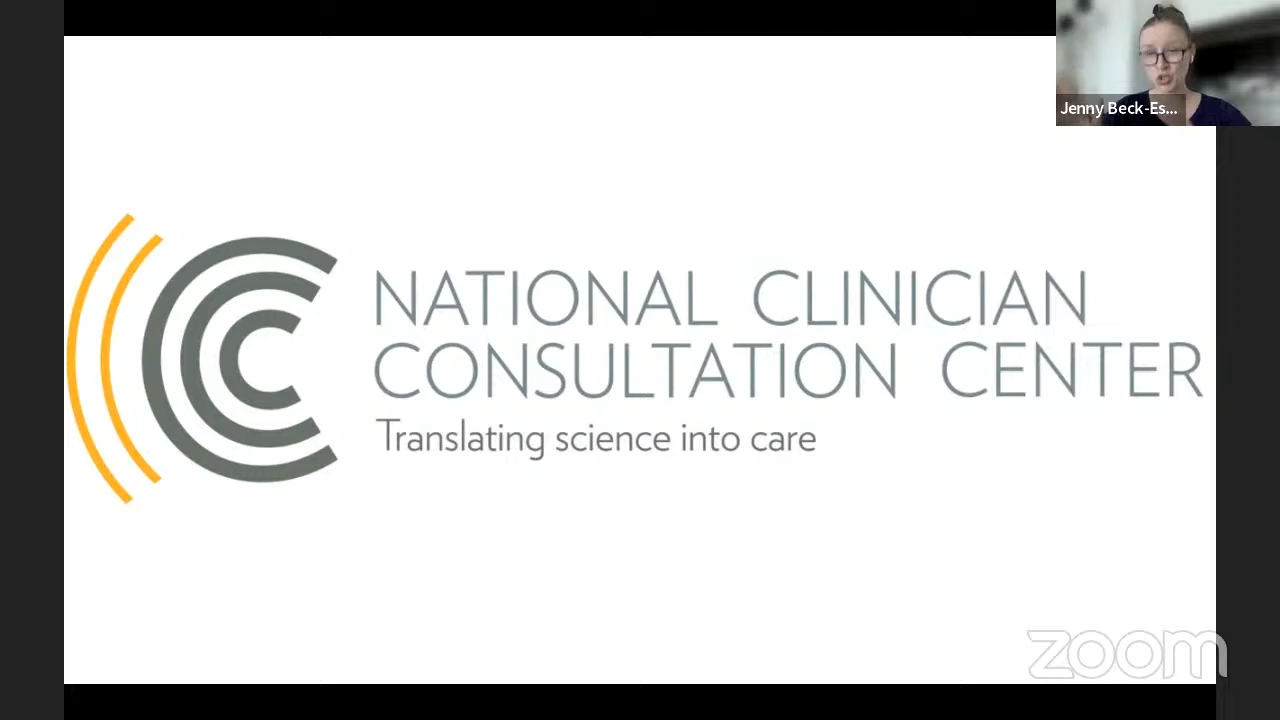 Jenny Beck-Es...
NATIONAL CLINICIAN
CONSULTATION CENTER
Translating science into care
zoom